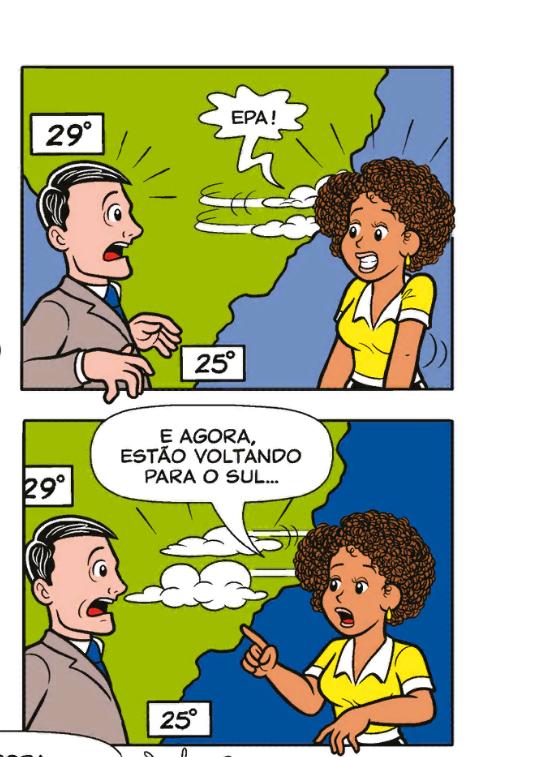 EPA!
29°
25°
E AGORA,
ESTÃO VOLTANDO
PARA O SUL...
29°
25°